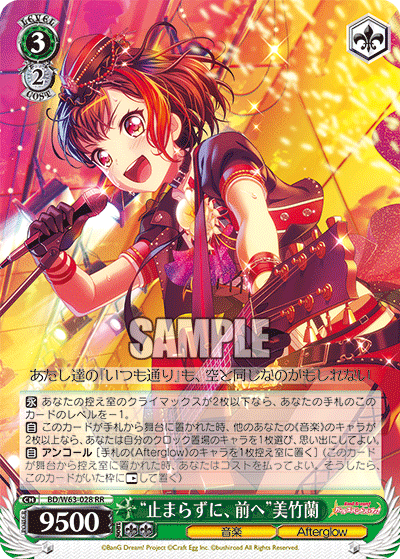 LEVEL
3
2
COST
SAMPLE
あたし達の『いつも通り』も、空と同じなのかもしれない
永 あなたの控え室のクライマックスが2枚以下なら、あなたの手札のこの
カードのレベルを－1。
自 このカードが手札から舞台に置かれた時、他のあなたの《音楽》のキャラが
2枚以上なら、あなたは自分のクロック置場のキャラを1枚選び、思い出にしてよい。
自 アンコール [手札の《Afterglow》のキャラを1枚控え室に置く] （この
カードが舞台から控え室に置かれた時、あなたはコストを払ってよい。そうしたら、
このカードがいた枠にレストして置く）
CH BD/W63-028 RR
9500
“止まらずに、前へ”美竹蘭
音楽
Afterglow
©BanG Dream! Project ©Craft Egg Inc. ©bushiroad All Rights Reserved.